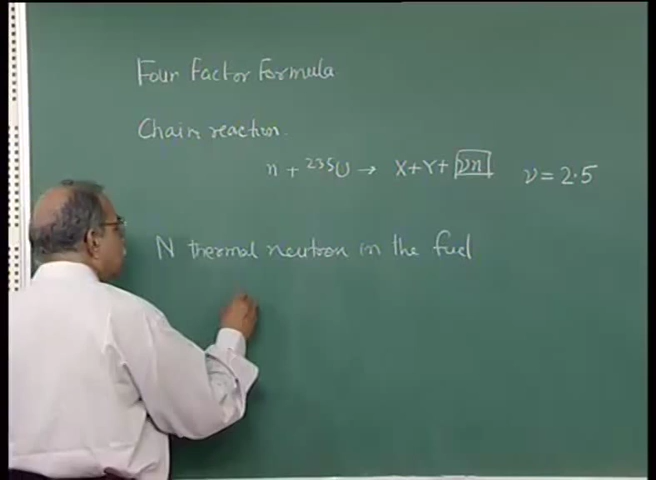 Four Factor Formula
Chain reaction.
n + ²³⁵U → X+Y+ νn ν = 2.5
N thermal neutron in the fuel